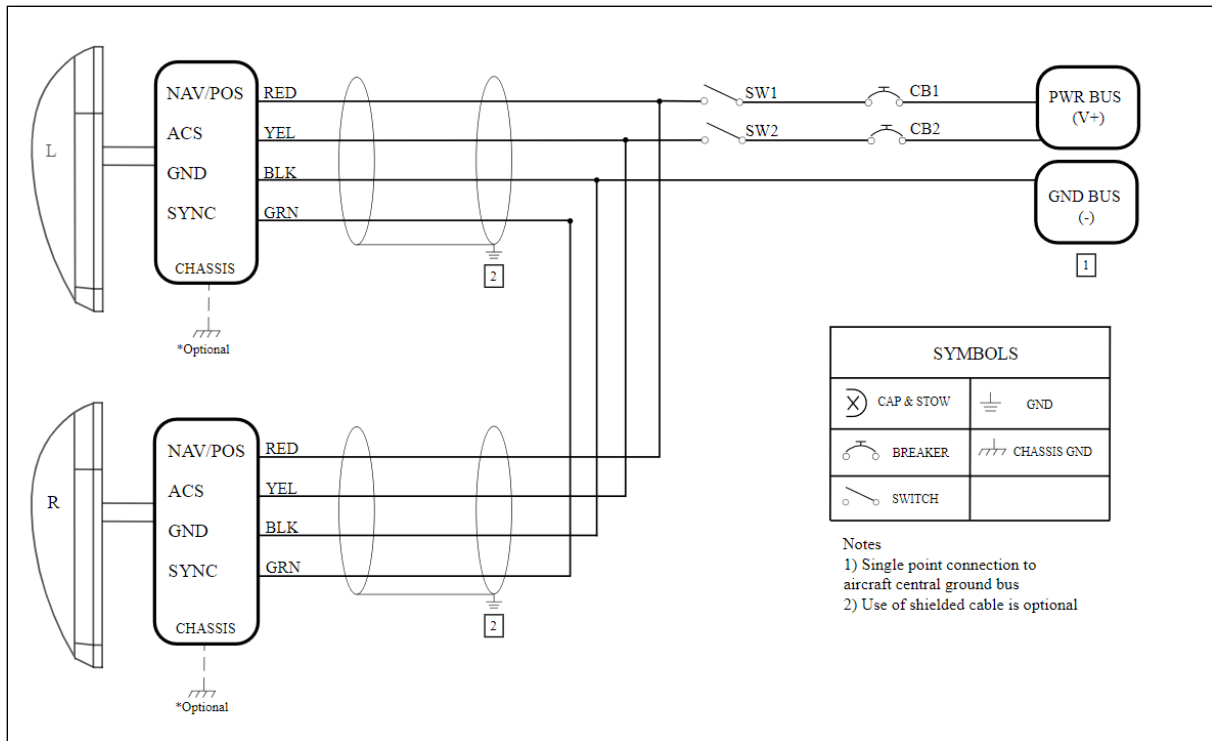 L
NAV/POS
ACS
GND
SYNC
CHASSIS
*Optional
RED
YEL
BLK
GRN
2
SW1
SW2
CB1
CB2
PWR BUS
(V+)
GND BUS
(-)
1
R
NAV/POS
ACS
GND
SYNC
CHASSIS
*Optional
RED
YEL
BLK
GRN
2
SYMBOLS
CAP & STOW
GND
BREAKER
CHASSIS GND
SWITCH
Notes
1) Single point connection to
aircraft central ground bus
2) Use of shielded cable is optional